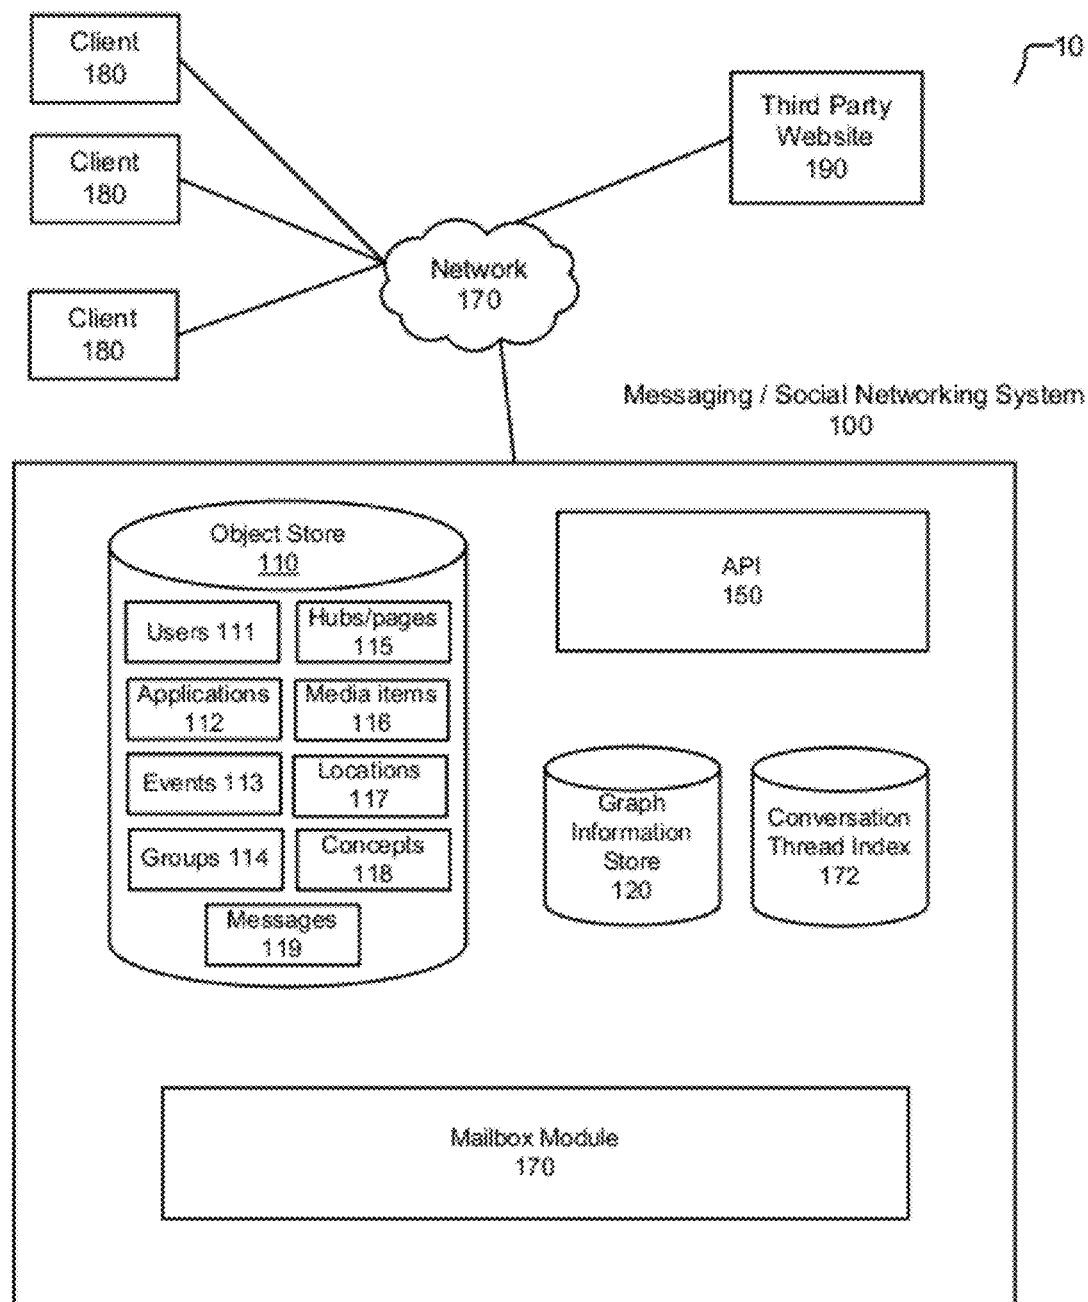 Client
180
10
Third Party
Website
190
Client
180
Network
170
Client
180
Messaging / Social Networking System
100
Object Store
110
Users 111
Hubs/pages
115
Applications
112
Media items
116
Events 113
Locations
117
Groups 114
Concepts
118
Messages
119
API
150
Graph
Information
Store
120
Conversation
Thread Index
172
Mailbox Module
170